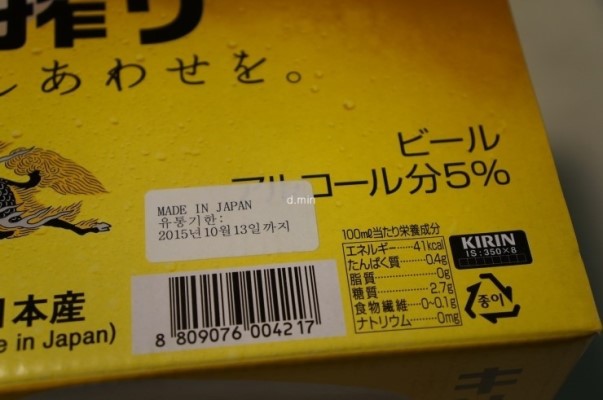 搾り
しあわせを。
ビール
アルコール分5%
d.min
MADE IN JAPAN
유통기한:
2015년10월13일까지
100mℓ当たり栄養成分
エネルギー……41kcal
たんぱく質………0.4g
脂質………0g
糖質………2.7g
食物繊維…0~0.1g
ナトリウム……0mg
KIRIN
IS:350×8
종이
日本産
(Made in Japan)
8 809076 004217
キ